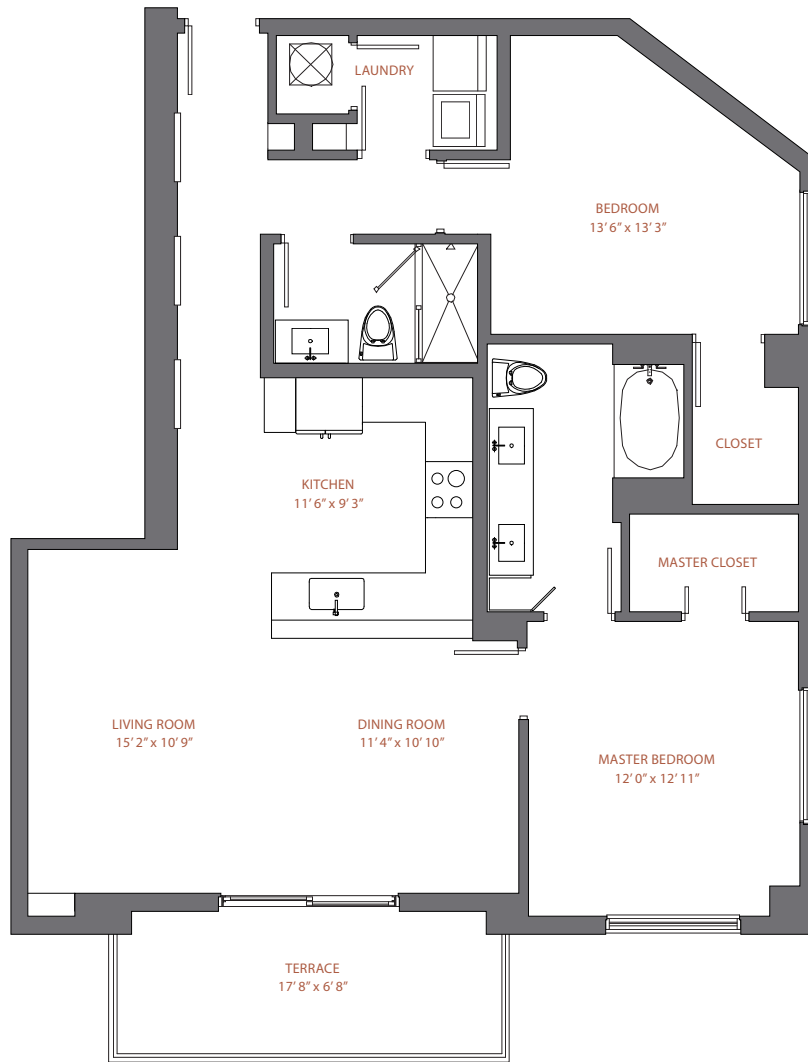 LAUNDRY
BEDROOM
13’ 6” x 13’ 3”
CLOSET
KITCHEN
11’ 6” x 9’ 3”
MASTER CLOSET
LIVING ROOM
15’ 2” x 10’ 9”
DINING ROOM
11’ 4” x 10’ 10”
MASTER BEDROOM
12’ 0” x 12’ 11”
TERRACE
17’ 8” x 6’ 8”